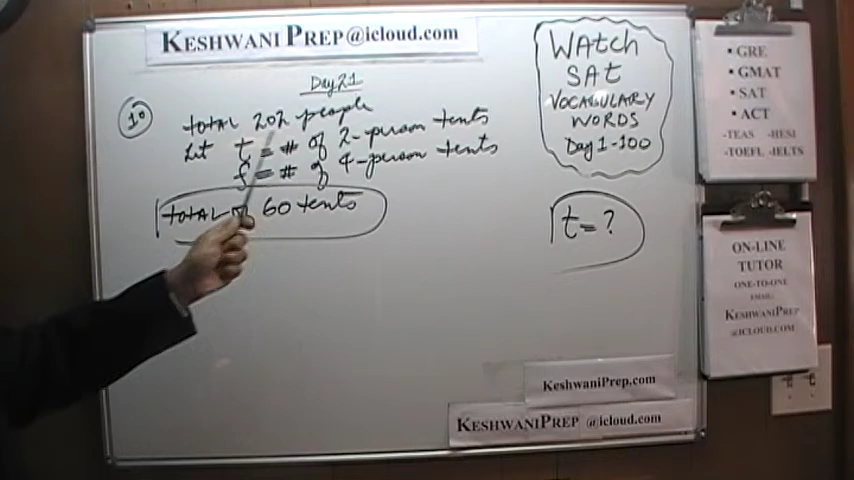 KESHWANI PREP@icloud.com
Day 21
10
TOTAL 202 people
Let t = # of 2-person tents
f = # of 4-person tents
TOTAL 60 tents
WATCH
SAT
VOCABULARY
WORDS
Day 1-100
t = ?
• GRE
• GMAT
• SAT
• ACT
-TEAS -HESI
-TOEFL -IELTS
ON-LINE
TUTOR
ONE-TO-ONE
EMAIL:
KESHWANIPREP
@ICLOUD.COM
KeshwaniPrep.com
KESHWANIPREP @icloud.com